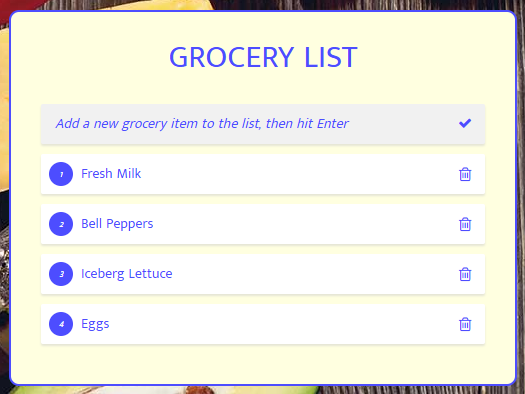 GROCERY LIST
Add a new grocery item to the list, then hit Enter
1 Fresh Milk
2 Bell Peppers
3 Iceberg Lettuce
4 Eggs